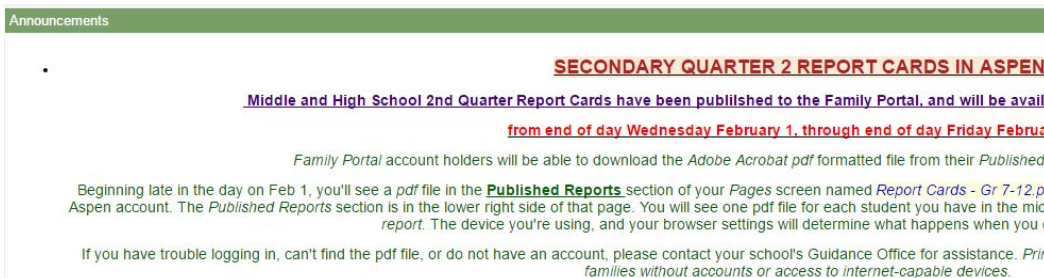 Announcements
SECONDARY QUARTER 2 REPORT CARDS IN ASPEN
Middle and High School 2nd Quarter Report Cards have been publilshed to the Family Portal, and will be avail
from end of day Wednesday February 1, through end of day Friday Februa
Family Portal account holders will be able to download the Adobe Acrobat pdf formatted file from their Published
Beginning late in the day on Feb 1, you'll see a pdf file in the Published Reports section of your Pages screen named Report Cards - Gr 7-12.p
Aspen account. The Published Reports section is in the lower right side of that page. You will see one pdf file for each student you have in the mid
report. The device you're using, and your browser settings will determine what happens when you
If you have trouble logging in, can't find the pdf file, or do not have an account, please contact your school's Guidance Office for assistance. Prin
families without accounts or access to internet-capable devices.